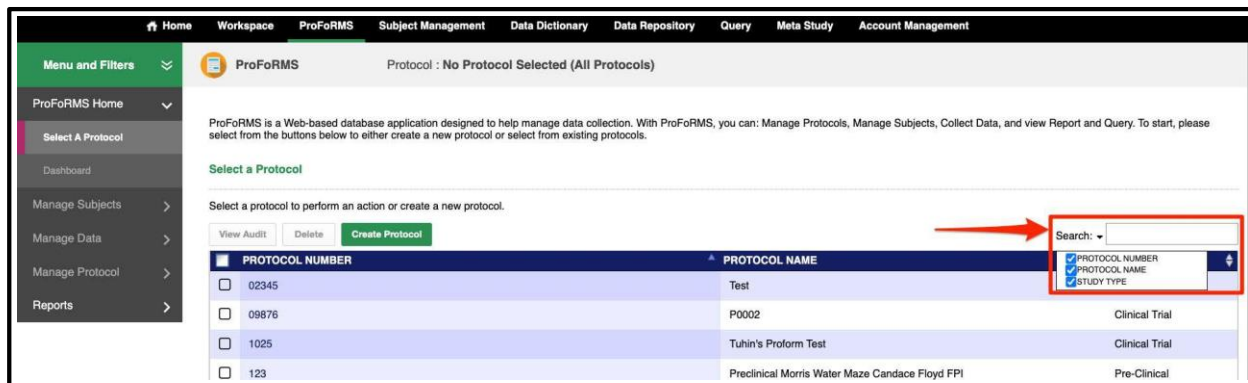 Home Workspace ProFoRMS Subject Management Data Dictionary Data Repository Query Meta Study Account Management
Menu and Filters
ProFoRMS Protocol : No Protocol Selected (All Protocols)
ProFoRMS Home
Select A Protocol
Dashboard
Manage Subjects
Manage Data
Manage Protocol
Reports
ProFoRMS is a Web-based database application designed to help manage data collection. With ProFoRMS, you can: Manage Protocols, Manage Subjects, Collect Data, and view Report and Query. To start, please
select from the buttons below to either create a new protocol or select from existing protocols.
Select a Protocol
Select a protocol to perform an action or create a new protocol.
View Audit Delete Create Protocol
Search:
PROTOCOL NUMBER
PROTOCOL NAME
STUDY TYPE
PROTOCOL NUMBER PROTOCOL NAME
02345 Test
09876 P0002 Clinical Trial
1025 Tuhin's Proform Test Clinical Trial
123 Preclinical Morris Water Maze Candace Floyd FPI Pre-Clinical